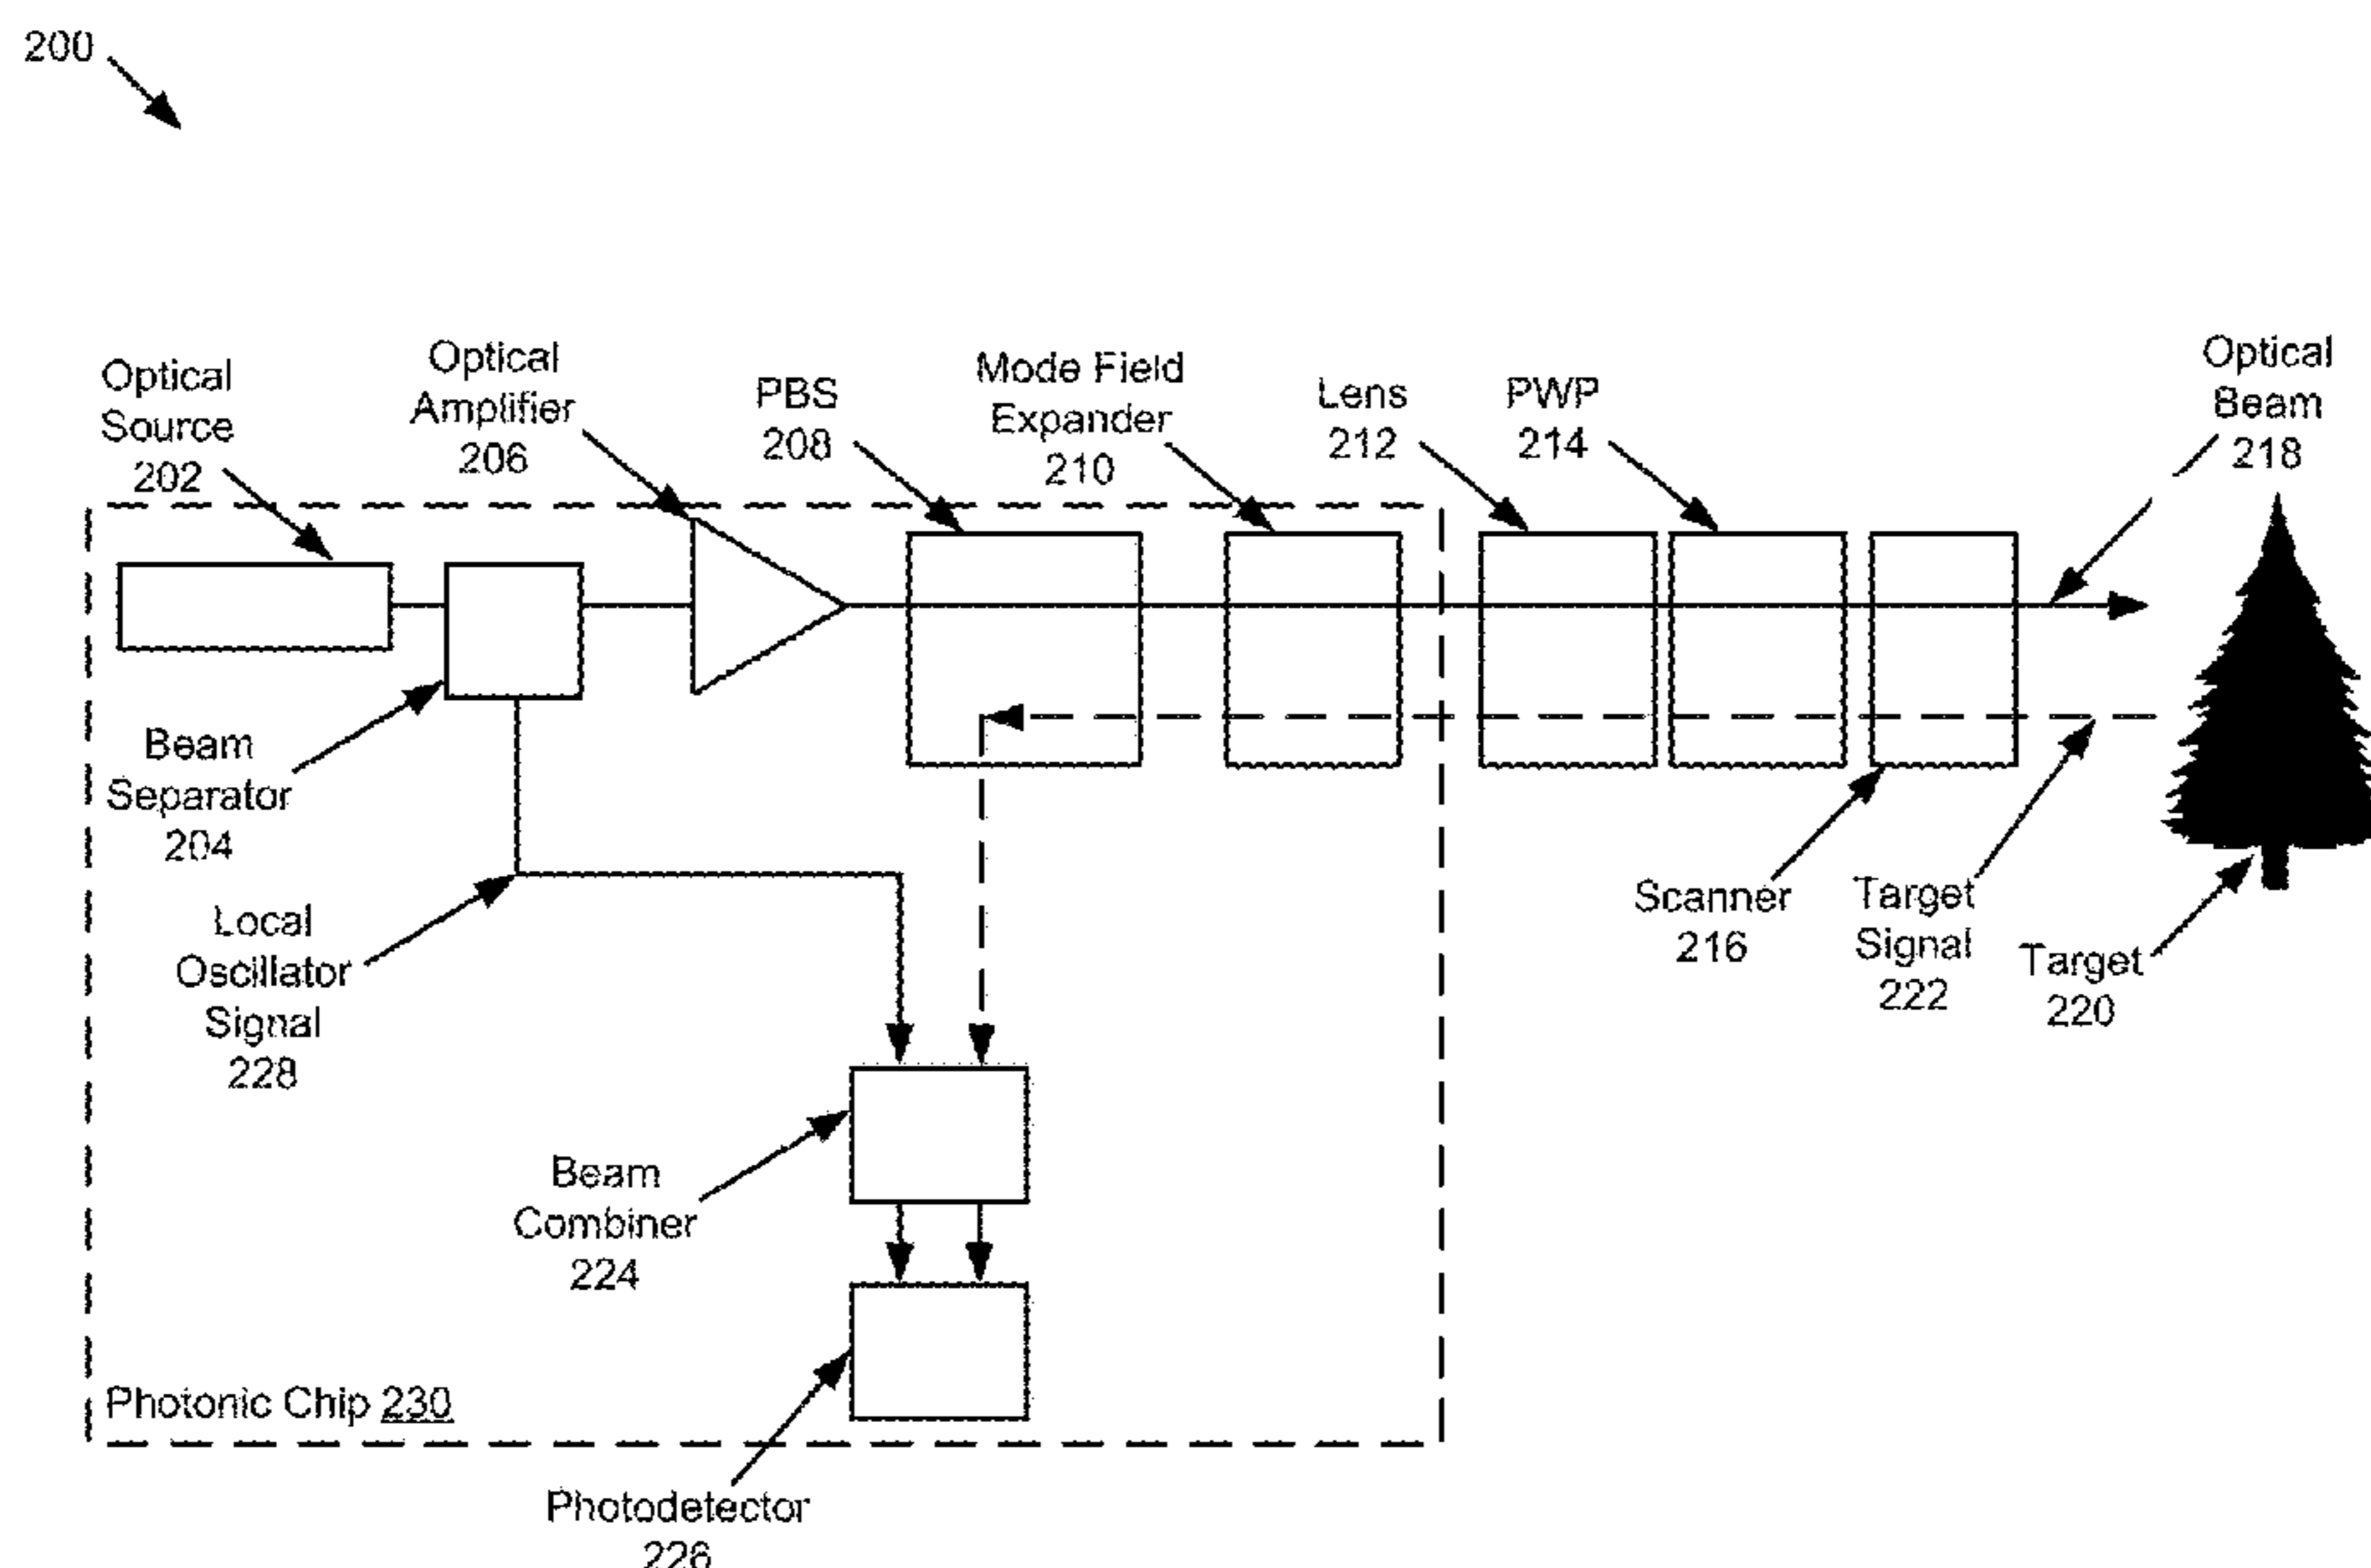 200
Optical
Source
202
Optical
Amplifier
206
PBS
208
Mode Field
Expander
210
Lens
212
PWP
214
Optical
Beam
218
Beam
Separator
204
Local
Oscillator
Signal
228
Scanner
216
Target
Signal
222
Target
220
Beam
Combiner
224
Photonic Chip 230
Photodetector
226